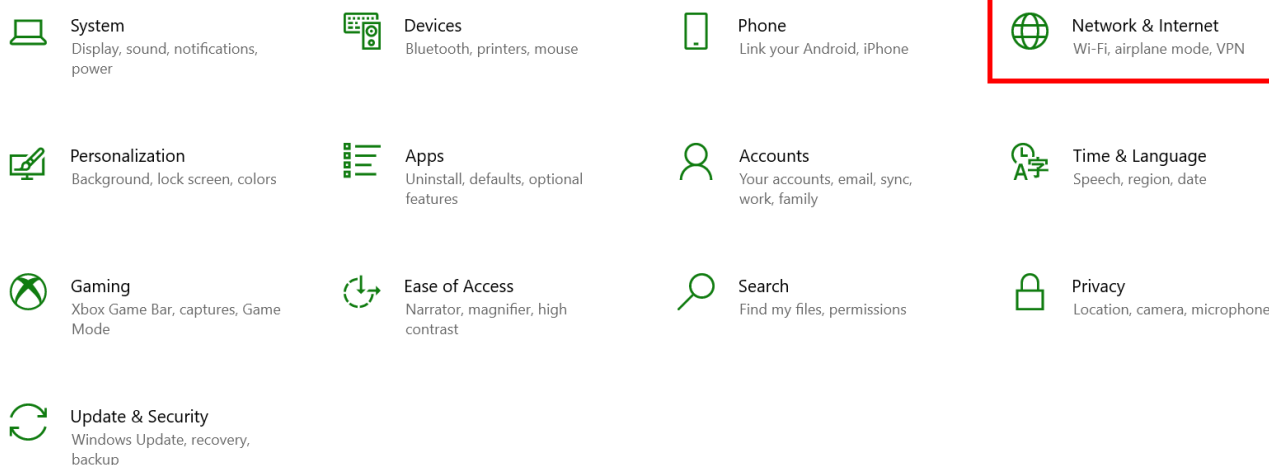 System
Display, sound, notifications,
power
Devices
Bluetooth, printers, mouse
Phone
Link your Android, iPhone
Network & Internet
Wi-Fi, airplane mode, VPN
Personalization
Background, lock screen, colors
Apps
Uninstall, defaults, optional
features
Accounts
Your accounts, email, sync,
work, family
Time & Language
Speech, region, date
Gaming
Xbox Game Bar, captures, Game
Mode
Ease of Access
Narrator, magnifier, high
contrast
Search
Find my files, permissions
Privacy
Location, camera, microphone
Update & Security
Windows Update, recovery,
backup